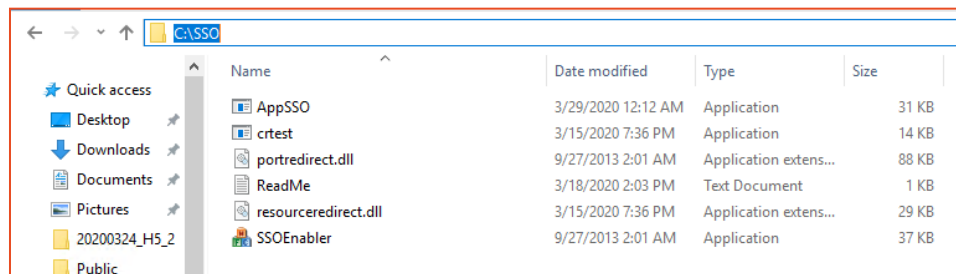 C:\SSO
Name Date modified Type Size
Quick access
Desktop
Downloads
Documents
Pictures
20200324_H5_2
Public
AppSSO 3/29/2020 12:12 AM Application 31 KB
crtest 3/15/2020 7:36 PM Application 14 KB
portredirect.dll 9/27/2013 2:01 AM Application extens... 88 KB
ReadMe 3/18/2020 2:03 PM Text Document 1 KB
resourceredirect.dll 3/15/2020 7:36 PM Application extens... 29 KB
SSOEnabler 9/27/2013 2:01 AM Application 37 KB